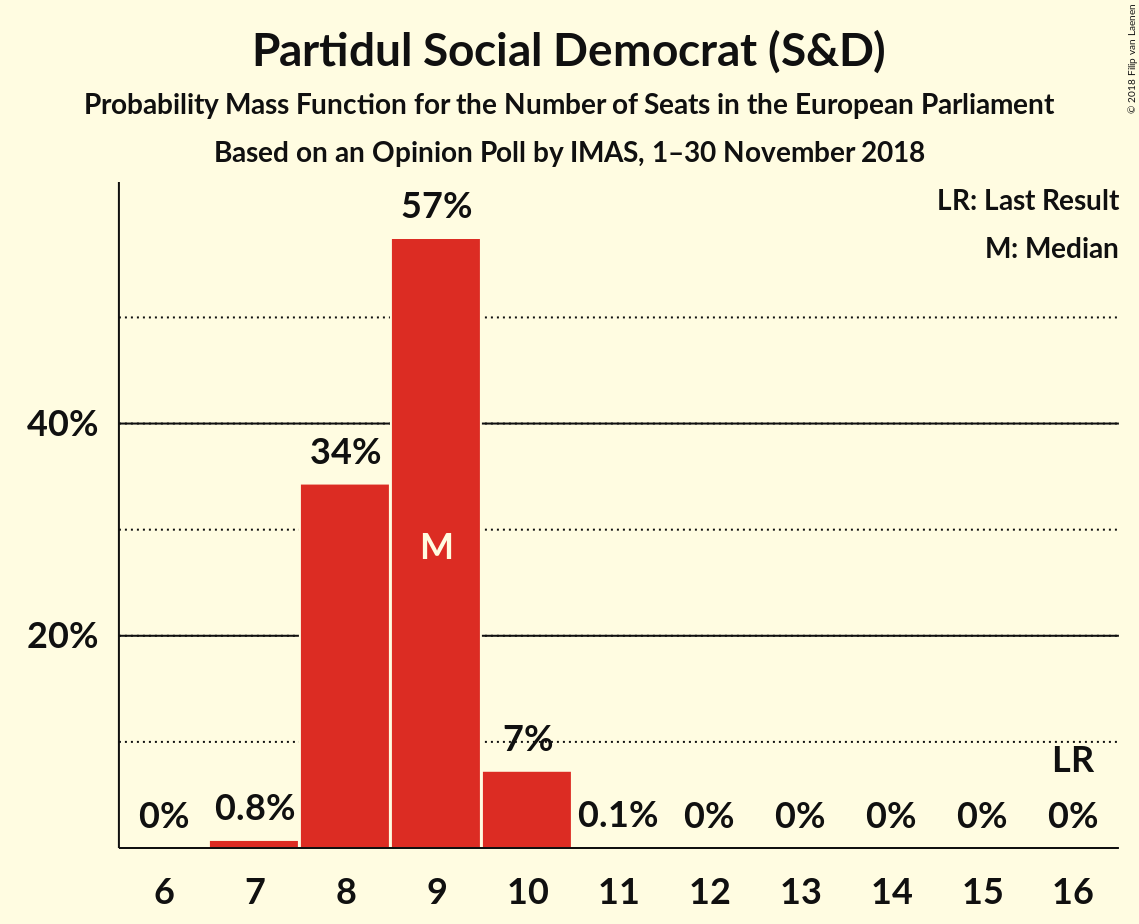 Partidul Social Democrat (S&D)
Probability Mass Function for the Number of Seats in the European Parliament
Based on an Opinion Poll by IMAS, 1–30 November 2018
© 2018 Filip van Laenen
LR: Last Result
M: Median
57%
40%
34%
M
20%
7%
LR
0%
0.8%
0.1%
0%
0%
0%
0%
0%
6 7 8 9 10 11 12 13 14 15 16